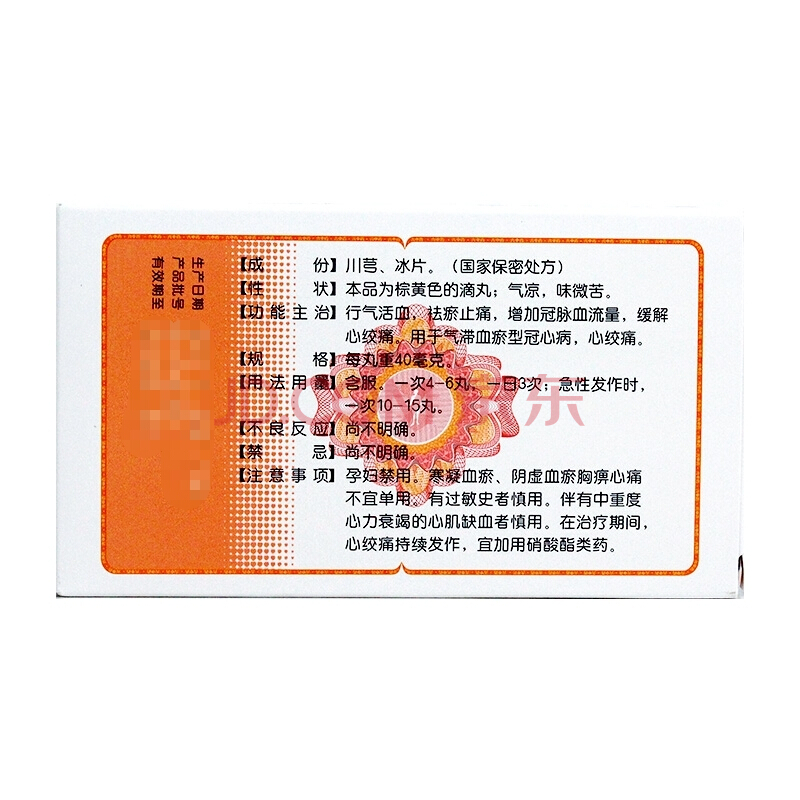 生产日期
产品批号
有效期至
【成份】川芎、冰片。（国家保密处方）
【性状】本品为棕黄色的滴丸；气凉，味微苦。
【功能主治】行气活血，祛瘀止痛，增加冠脉血流量，缓解
心绞痛。用于气滞血瘀型冠心病，心绞痛。
【规格】每丸重40毫克。
【用法用量】含服。一次4-6丸，一日3次；急性发作时，
一次10-15丸。
【不良反应】尚不明确。
【禁忌】尚不明确。
【注意事项】孕妇禁用。寒凝血瘀、阴虚血瘀胸痹心痛
不宜单用。有过敏史者慎用。伴有中重度
心力衰竭的心肌缺血者慎用。在治疗期间，
心绞痛持续发作，宜加用硝酸酯类药。